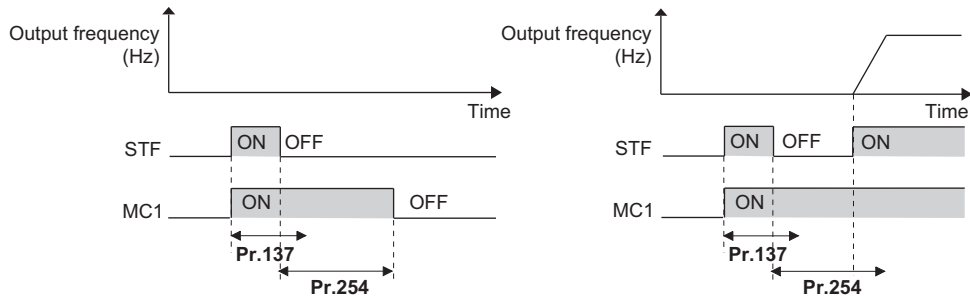 Output frequency
(Hz)
Time
STF
ON
OFF
MC1
ON
OFF
Pr.137
Pr.254
Output frequency
(Hz)
Time
STF
ON
OFF
ON
MC1
ON
Pr.137
Pr.254